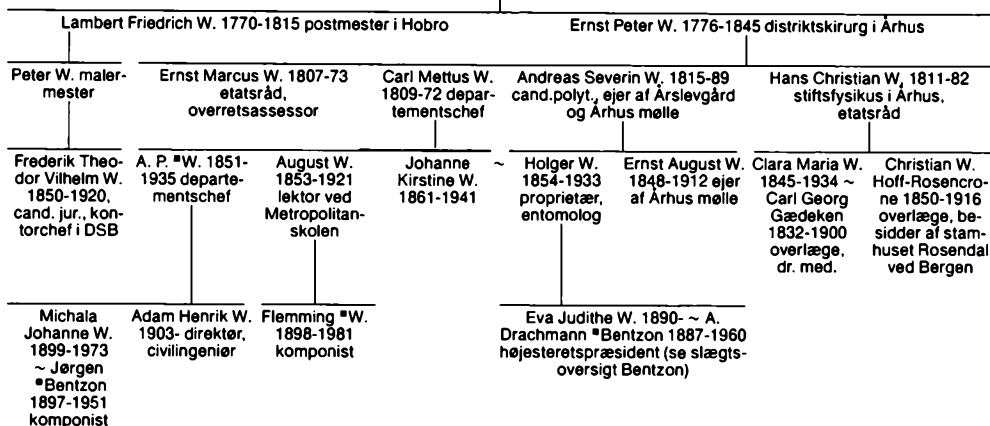 Lambert Friedrich W. 1770-1815 postmester i Hobro
Ernst Peter W. 1776-1845 distriktskirurg i Århus
Peter W. maler-
mester
Ernst Marcus W. 1807-73
etatsråd,
overretsassessor
Carl Mettus W.
1809-72 depar-
tementschef
Andreas Severin W. 1815-89
cand.polyt., ejer af Årslevgård
og Århus mølle
Hans Christian W, 1811-82
stiftsfysikus i Århus,
etatsråd
Frederik Theo-
dor Vilhelm W.
1850-1920,
cand. jur., kon-
torchef i DSB
A. P. *W. 1851-
1935 departe-
mentschef
August W.
1853-1921
lektor ved
Metropolitan-
skolen
Johanne
Kirstine W.
1861-1941
~
Holger W.
1854-1933
proprietær,
entomolog
Ernst August W.
1848-1912 ejer
af Århus mølle
Clara Maria W.
1845-1934 ~
Carl Georg
Gædeken
1832-1900
overlæge,
dr. med.
Christian W.
Hoff-Rosencro-
ne 1850-1916
overlæge, be-
sidder af stam-
huset Rosendal
ved Bergen
Michala
Johanne W.
1899-1973
~ Jørgen
*Bentzon
1897-1951
komponist
Adam Henrik W.
1903- direktør,
civilingeniør
Flemming *W.
1898-1981
komponist
Eva Judithe W. 1890- ~ A.
Drachmann *Bentzon 1887-1960
højesteretspræsident (se slægts-
oversigt Bentzon)